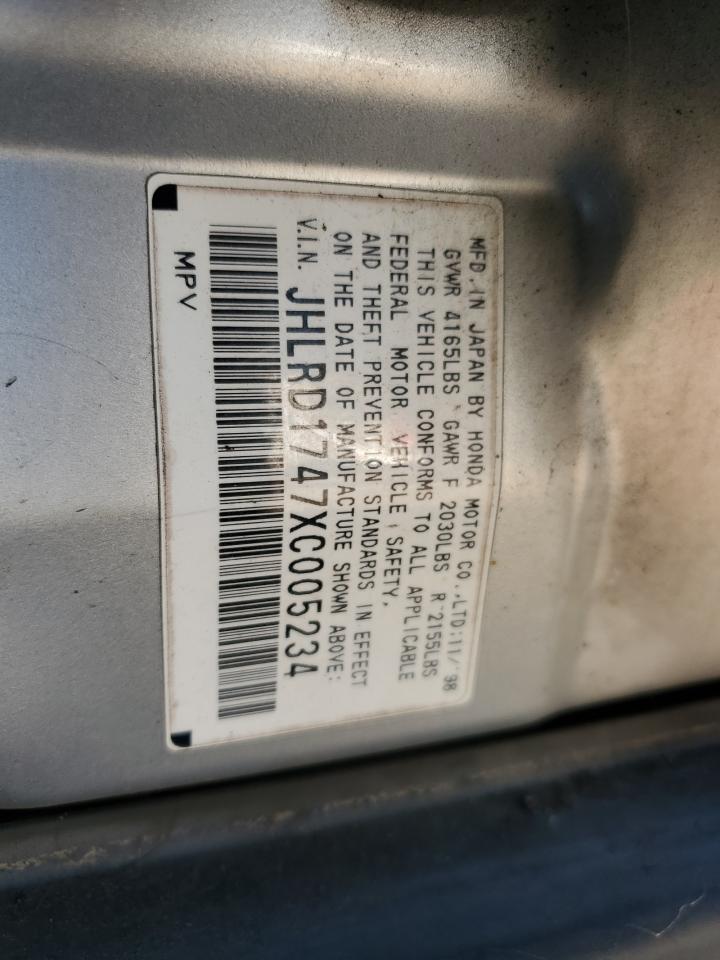 MFD. IN JAPAN BY HONDA MOTOR CO., LTD; 11/'98
GVWR 4165LBS GAWR F 2030LBS R 2155LBS
THIS VEHICLE CONFORMS TO ALL APPLICABLE
FEDERAL MOTOR VEHICLE SAFETY,
AND THEFT PREVENTION STANDARDS IN EFFECT
ON THE DATE OF MANUFACTURE SHOWN ABOVE:
V.I.N. JHLRD1747XC005234
MPV